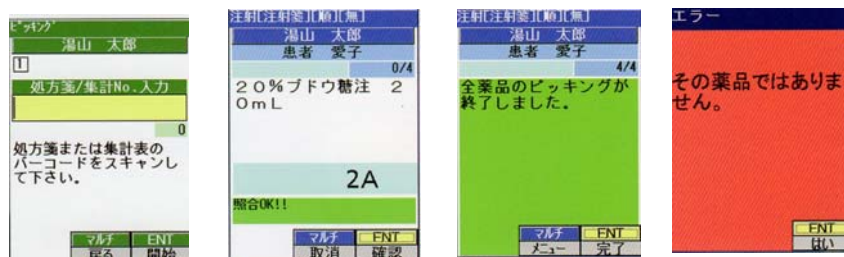 ピッキング
湯山 太郎
1
処方箋/集計No.入力
0
処方箋または集計表の
バーコードをスキャンし
て下さい。
マルチ ENT
戻る 開始
注射[注射箋][順][無]
湯山 太郎
患者 愛子
0/4
20%ブドウ糖注 2
0mL
2A
照合OK!!
マルチ ENT
取消 確認
注射[注射箋][順][無]
湯山 太郎
患者 愛子
4/4
全薬品のピッキングが
終了しました。
マルチ ENT
メニュー 完了
エラー
その薬品ではありま
せん。
ENT
はい